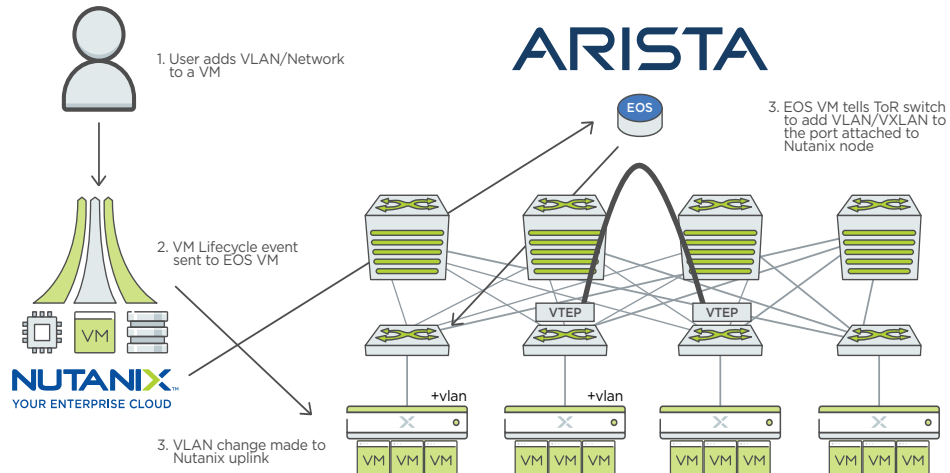 1. User adds VLAN/Network
to a VM
ARISTA
EOS
3. EOS VM tells ToR switch
to add VLAN/VXLAN to
the port attached to
Nutanix node
2. VM Lifecycle event
sent to EOS VM
VM
NUTANIX™
YOUR ENTERPRISE CLOUD
VTEP
VTEP
+vlan
+vlan
3. VLAN change made to
Nutanix uplink
X
X
X
X
VM VM VM
VM VM VM
VM VM VM
VM VM VM